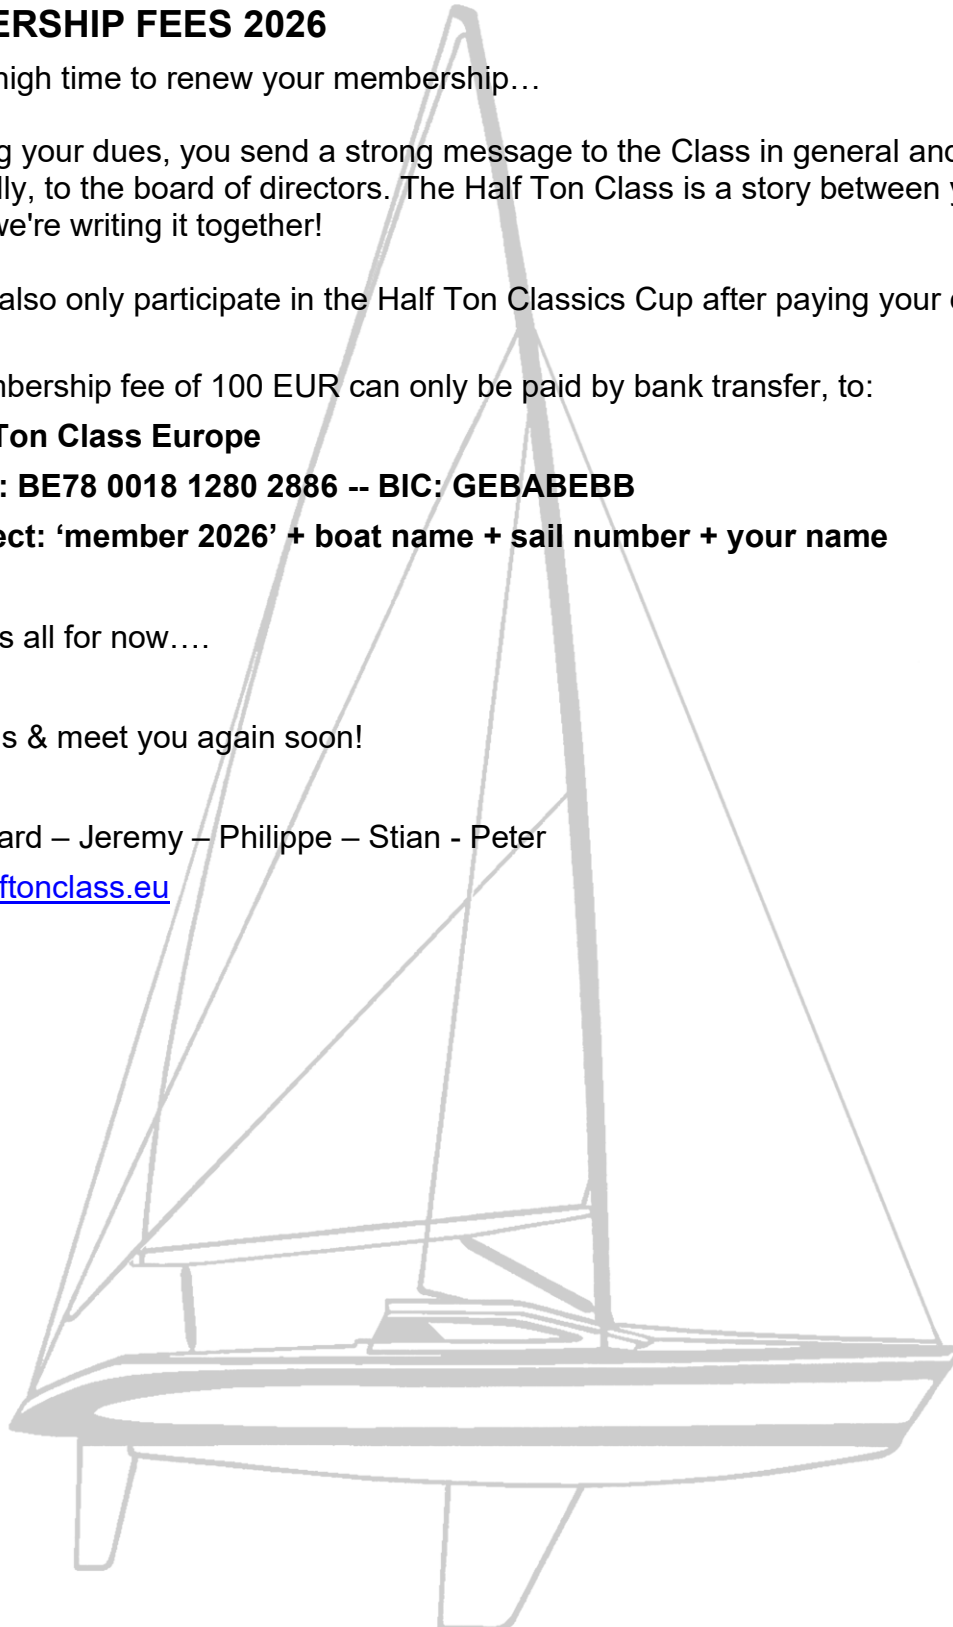 ERSHIP FEES 2026
high time to renew your membership…
g your dues, you send a strong message to the Class in general and
lly, to the board of directors. The Half Ton Class is a story between y
we're writing it together!
also only participate in the Half Ton Classics Cup after paying your
bership fee of 100 EUR can only be paid by bank transfer, to:
Ton Class Europe
: BE78 0018 1280 2886 -- BIC: GEBABEBB
ect: ‘member 2026’ + boat name + sail number + your name
s all for now….
s & meet you again soon!
ard – Jeremy – Philippe – Stian - Peter
ftonclass.eu